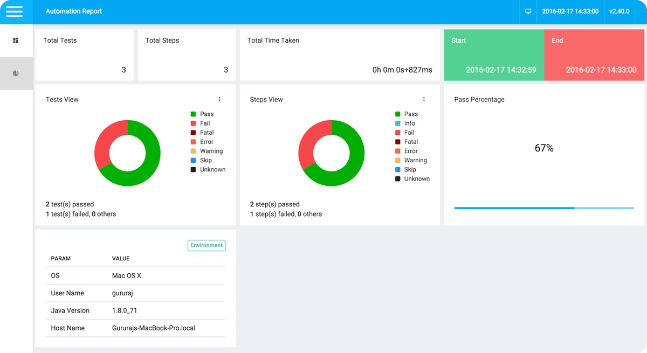 Automation Report
2016-02-17 14:33:00
v2.40.0
Total Tests
3
Total Steps
3
Total Time Taken
0h 0m 0s+827ms
Start
2016-02-17 14:32:59
End
2016-02-17 14:33:00
Tests View
Pass
Fail
Fatal
Error
Warning
Skip
Unknown
2 test(s) passed
1 test(s) failed, 0 others
Steps View
Pass
Info
Fail
Fatal
Error
Warning
Skip
Unknown
2 step(s) passed
1 step(s) failed, 0 others
Pass Percentage
67%
Environment
PARAM VALUE
OS Mac OS X
User Name gururaj
Java Version 1.8.0_71
Host Name Gururajs-MacBook-Pro.local